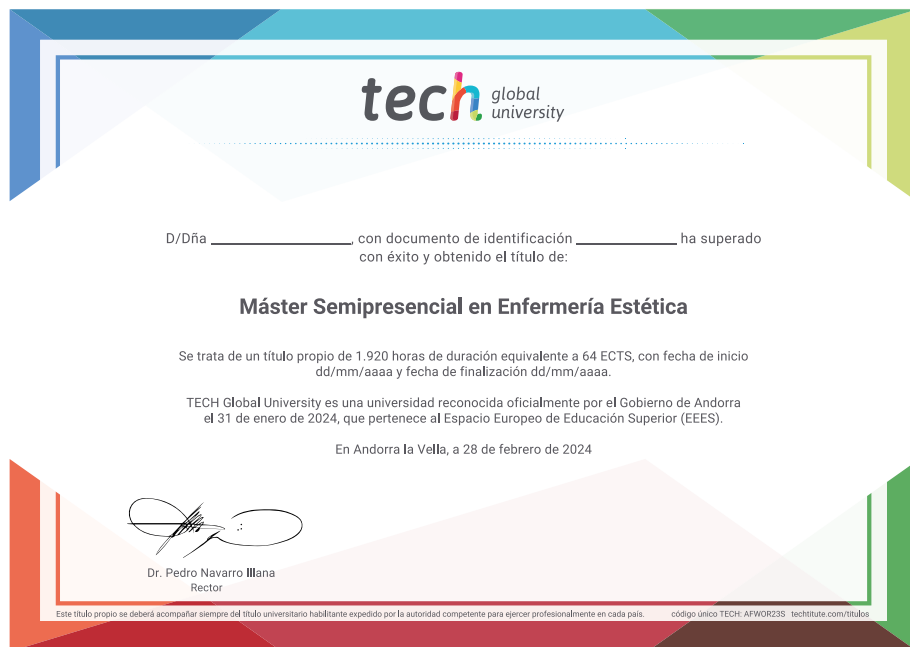 tech global
university
D/Dña ____________________, con documento de identificación ______________ ha superado
con éxito y obtenido el título de:
Máster Semipresencial en Enfermería Estética
Se trata de un título propio de 1.920 horas de duración equivalente a 64 ECTS, con fecha de inicio
dd/mm/aaaa y fecha de finalización dd/mm/aaaa.
TECH Global University es una universidad reconocida oficialmente por el Gobierno de Andorra
el 31 de enero de 2024, que pertenece al Espacio Europeo de Educación Superior (EEES).
En Andorra la Vella, a 28 de febrero de 2024
Dr. Pedro Navarro Illana
Rector
Este título propio se deberá acompañar siempre del título universitario habilitante expedido por la autoridad competente para ejercer profesionalmente en cada país. código único TECH: AFWOR23S techtitute.com/titulos